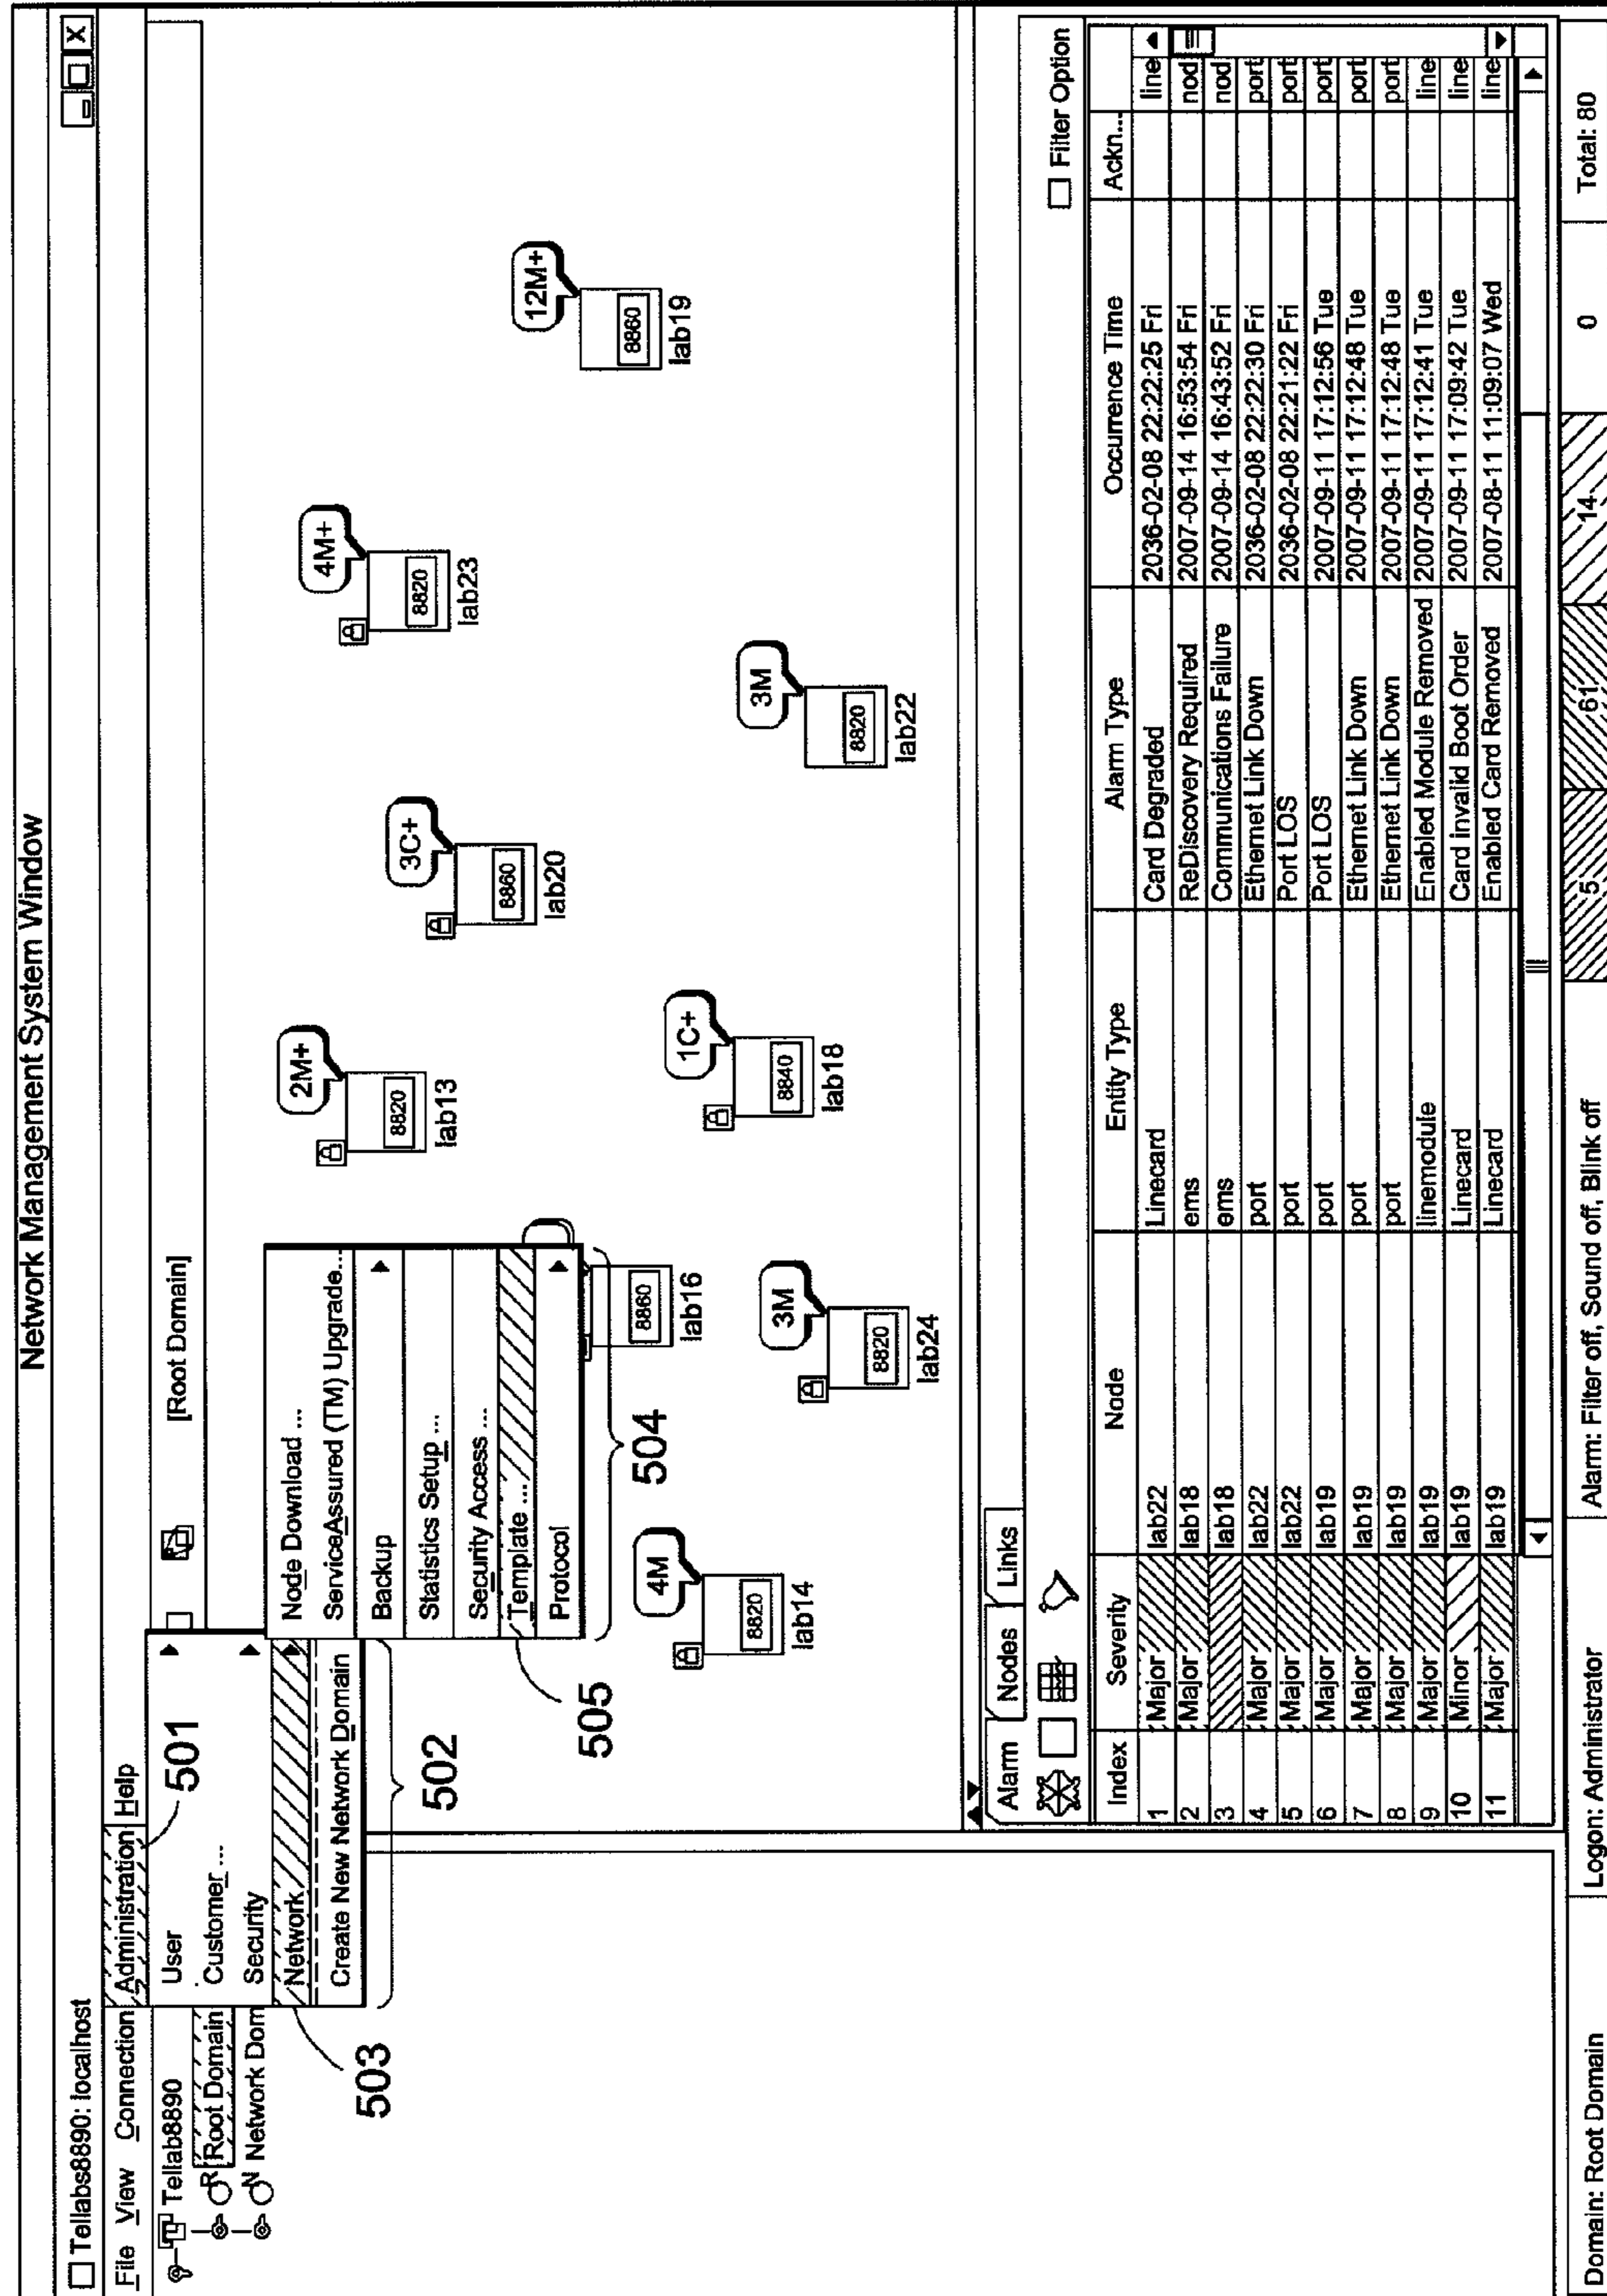 Network Management System Window
Tellabs8890: localhost
File View Connection Administration Help
501
Tellab8890
R Root Domain
N Network Dom
[Root Domain]
User
Customer ...
Security
Network
Create New Network Domain
502
503
Node Download ...
ServiceAssured (TM) Upgrade...
Backup
Statistics Setup ...
Security Access ...
Template ...
Protocol
504
505
2M+
8820
lab13
4M+
8820
lab23
3C+
8860
lab20
12M+
8860
lab19
8860
lab16
1C+
8840
lab18
3M
8820
lab22
4M
8820
lab14
3M
8820
lab24
Alarm Nodes Links
Filter Option
Index Severity Node Entity Type Alarm Type Occurrence Time Ackn...
1 Major lab22 Linecard Card Degraded 2036-02-08 22:22:25 Fri line
2 Major lab18 ems ReDiscovery Required 2007-09-14 16:53:54 Fri nod
3 lab18 ems Communications Failure 2007-09-14 16:43:52 Fri nod
4 Major lab22 port Ethernet Link Down 2036-02-08 22:22:30 Fri port
5 Major lab22 port Port LOS 2036-02-08 22:21:22 Fri port
6 Major lab19 port Port LOS 2007-09-11 17:12:56 Tue port
7 Major lab19 port Ethernet Link Down 2007-09-11 17:12:48 Tue port
8 Major lab19 port Ethernet Link Down 2007-09-11 17:12:48 Tue port
9 Major lab19 linemodule Enabled Module Removed 2007-09-11 17:12:41 Tue line
10 Minor lab19 Linecard Card invalid Boot Order 2007-09-11 17:09:42 Tue line
11 Major lab19 Linecard Enabled Card Removed 2007-08-11 11:09:07 Wed line
Domain: Root Domain Logon: Administrator Alarm: Filter off, Sound off, Blink off 5 61 14 0 Total: 80